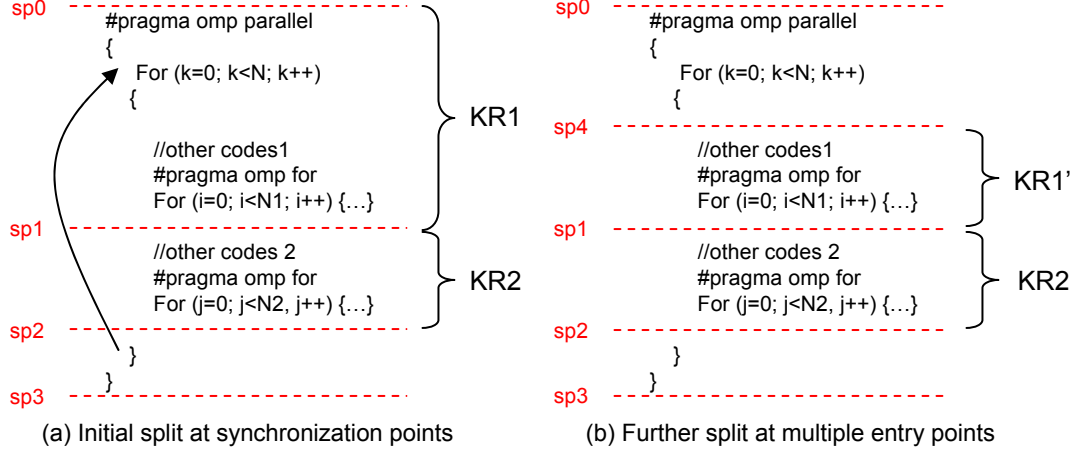 sp0
#pragma omp parallel
{
For (k=0; k<N; k++)
{
KR1
//other codes1
#pragma omp for
For (i=0; i<N1; i++) {…}
sp1
//other codes 2
#pragma omp for
For (j=0; j<N2, j++) {…}
KR2
sp2
}
}
sp3
(a) Initial split at synchronization points
sp0
#pragma omp parallel
{
For (k=0; k<N; k++)
{
sp4
//other codes1
#pragma omp for
For (i=0; i<N1; i++) {…}
KR1’
sp1
//other codes 2
#pragma omp for
For (j=0; j<N2, j++) {…}
KR2
sp2
}
}
sp3
(b) Further split at multiple entry points